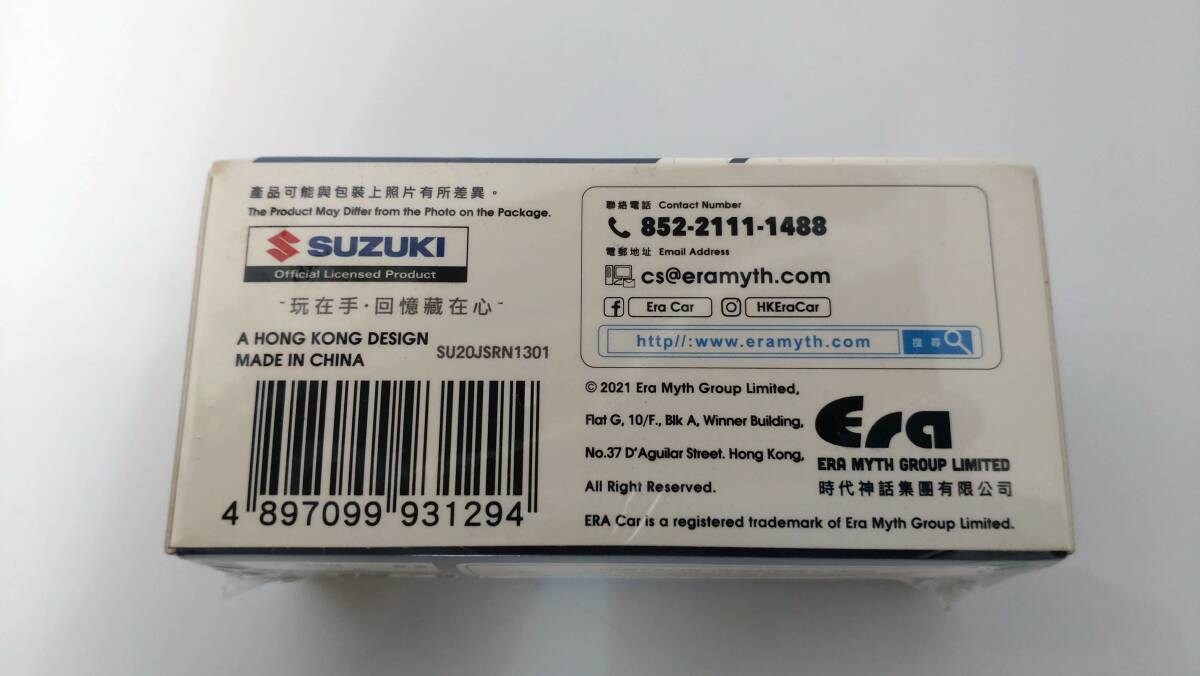 產品可能與包裝上照片有所差異。
The Product May Differ from the Photo on the Package.
SUZUKI
Official Licensed Product
-玩在手·回憶藏在心-
A HONG KONG DESIGN
MADE IN CHINA
SU20JSRN1301
4 897099 931294
聯絡電話 Contact Number
852-2111-1488
電郵地址 Email Address
cs@eramyth.com
Era Car HKEraCar
http//:www.eramyth.com 搜尋
© 2021 Era Myth Group Limited,
Flat G, 10/F., Blk A, Winner Building,
No.37 D'Aguilar Street. Hong Kong,
All Right Reserved.
Era
ERA MYTH GROUP LIMITED
時代神話集團有限公司
ERA Car is a registered trademark of Era Myth Group Limited.